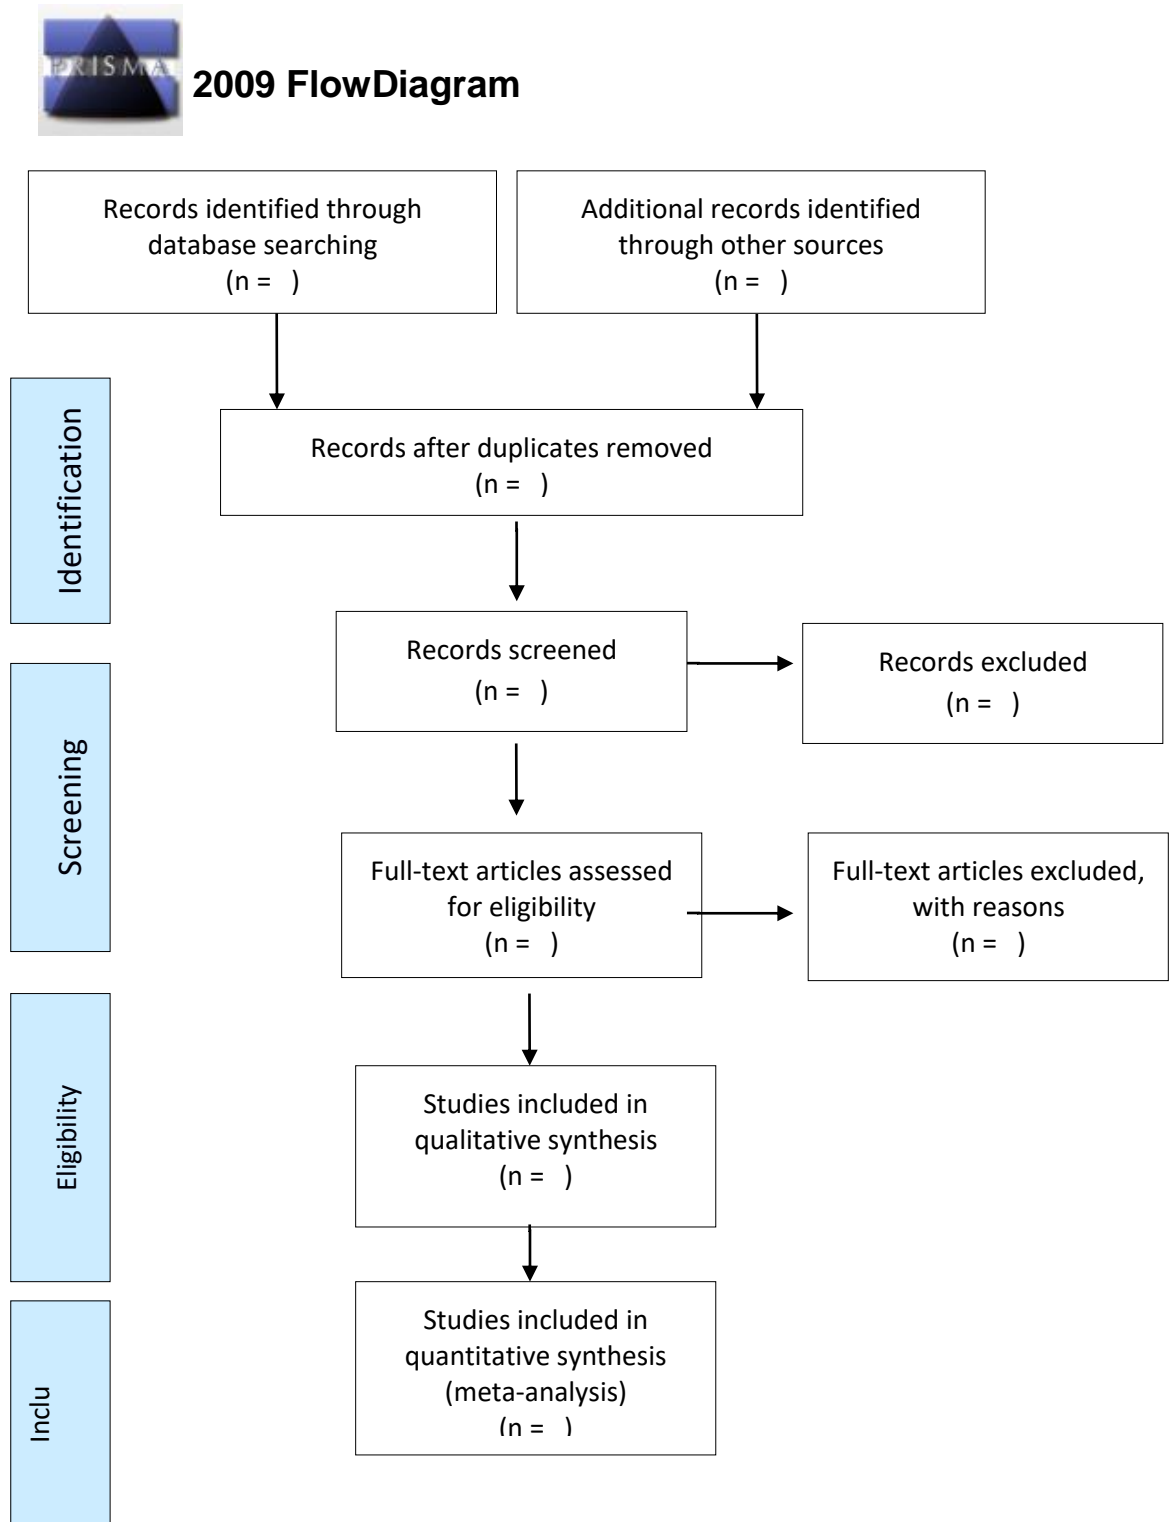 PRISMA
2009 FlowDiagram
Records identified through
database searching
(n =   )
Additional records identified
through other sources
(n =   )
Identification
Records after duplicates removed
(n =   )
Records screened
(n =   )
Records excluded
(n =   )
Screening
Full-text articles assessed
for eligibility
(n =   )
Full-text articles excluded,
with reasons
(n =   )
Eligibility
Studies included in
qualitative synthesis
(n =   )
Inclu
Studies included in
quantitative synthesis
(meta-analysis)
(n =   )